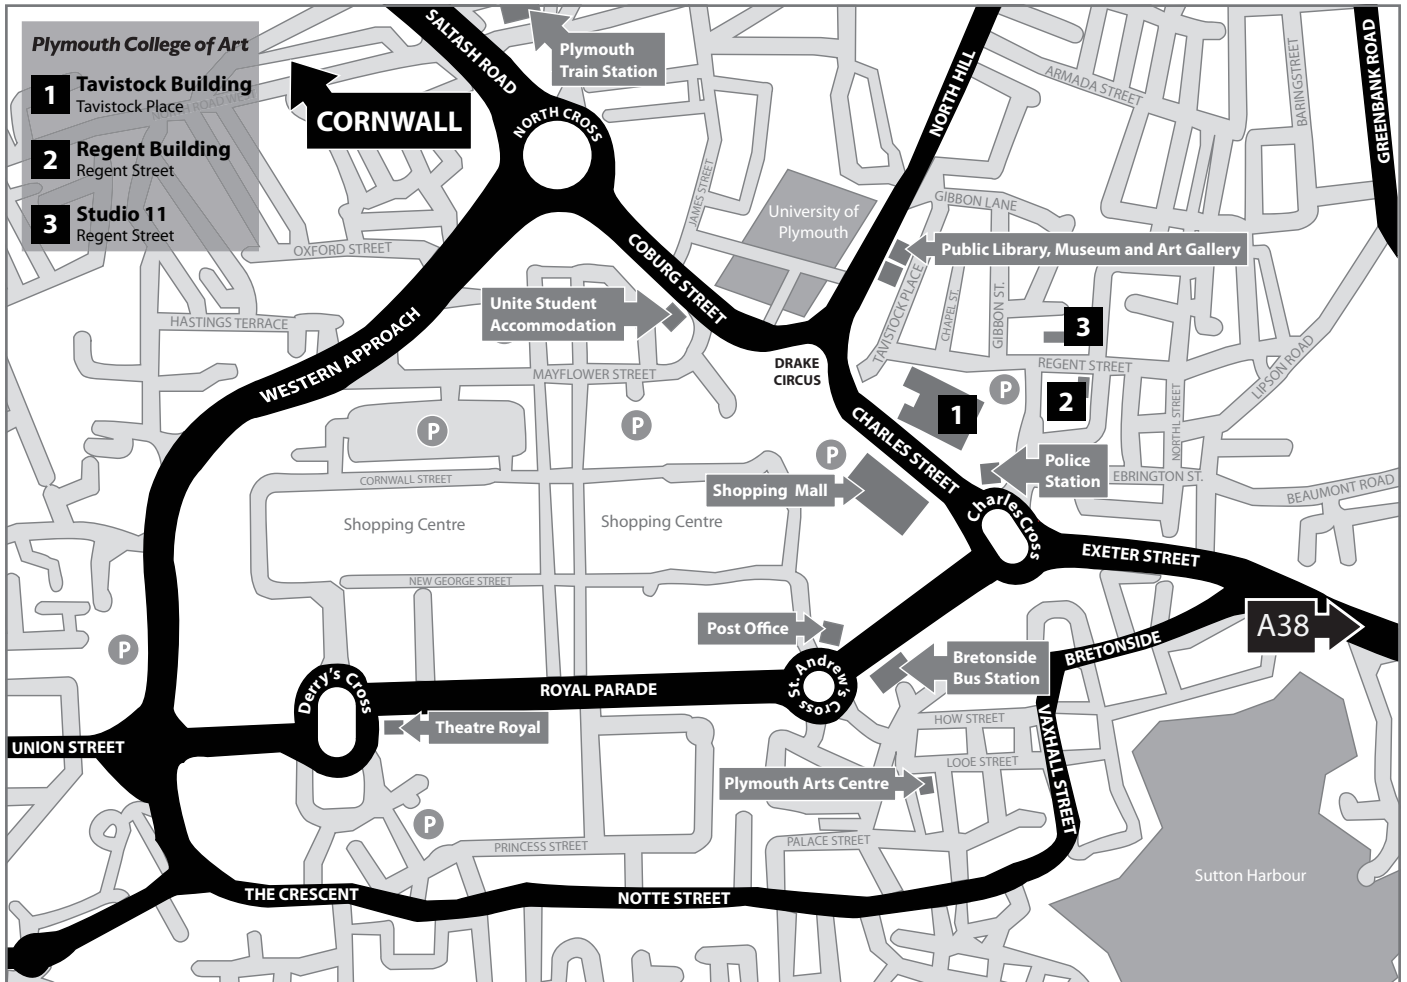 Plymouth College of Art
1
Tavistock Building
Tavistock Place
2
Regent Building
Regent Street
3
Studio 11
Regent Street
NORTH ROAD WEST
CORNWALL
SALTASH ROAD
Plymouth
Train Station
NORTH CROSS
NORTH HILL
ARMADA STREET
BARINGSTREET
GREENBANK ROAD
JAMES STREET
University of
Plymouth
GIBBON LANE
Public Library, Museum and Art Gallery
OXFORD STREET
COBURG STREET
TAVISTOCK PLACE
CHAPEL ST.
GIBBON ST.
Unite Student
Accommodation
HASTINGS TERRACE
WESTERN APPROACH
3
REGENT STREET
LIPSON ROAD
DRAKE
CIRCUS
MAYFLOWER STREET
P
2
1
NORTHL STREET
P
P
CHARLES STREET
P
Police
Station
EBRINGTON ST.
BEAUMONT ROAD
CORNWALL STREET
Shopping Mall
Shopping Centre
Shopping Centre
Charles Cross
EXETER STREET
NEW GEORGE STREET
A38
Post Office
P
BRETONSIDE
Bretonside
Bus Station
Derry's Cross
ROYAL PARADE
St. Andrew's Cross
HOW STREET
VAXHALL STREET
Theatre Royal
UNION STREET
LOOE STREET
Plymouth Arts Centre
P
PRINCESS STREET
PALACE STREET
Sutton Harbour
THE CRESCENT
NOTTE STREET